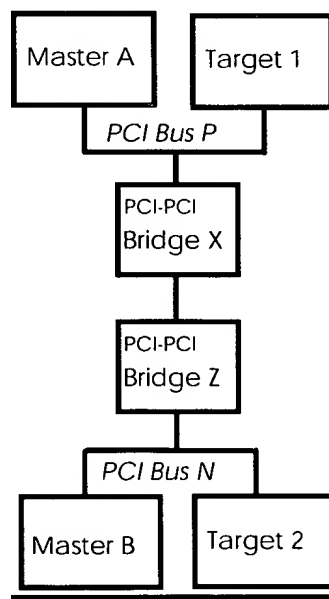 Master A
Target 1
PCI Bus P
PCI-PCI
Bridge X
PCI-PCI
Bridge Z
PCI Bus N
Master B
Target 2